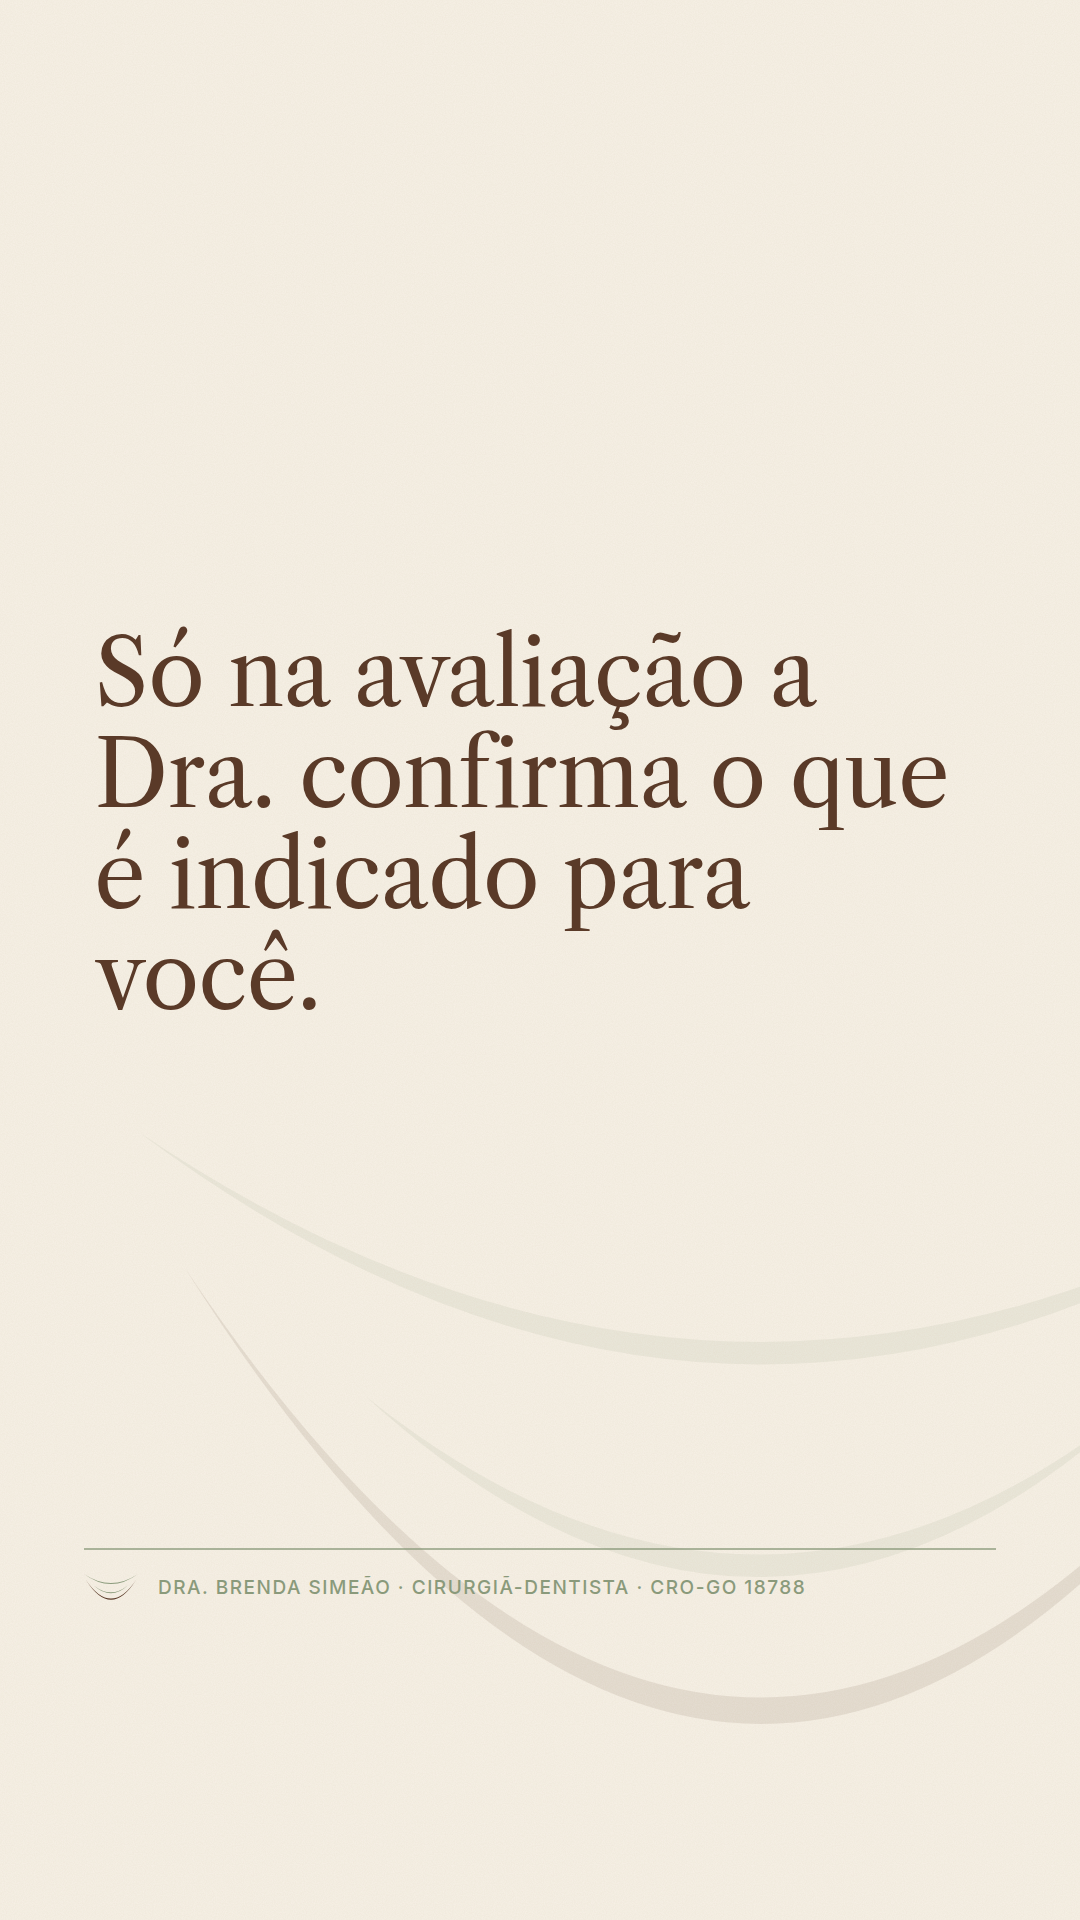 Só na avaliação a
Dra. confirma o que
é indicado para
você.
DRA. BRENDA SIMEÃO · CIRURGIÃ-DENTISTA · CRO-GO 18788